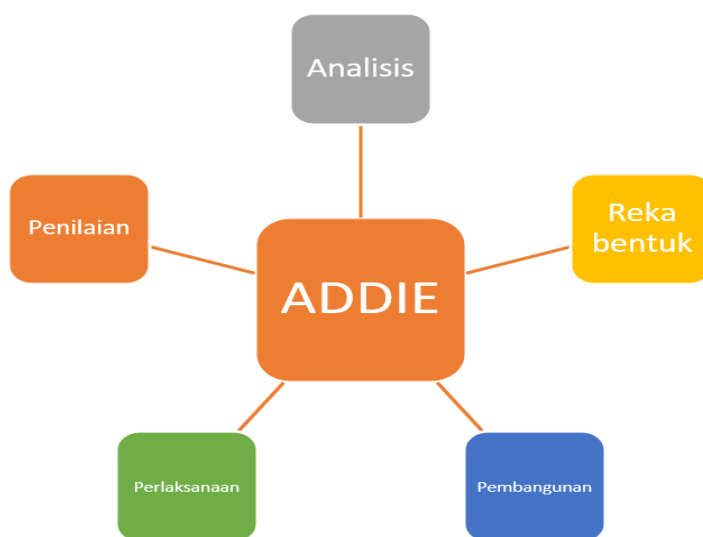 Analisis
Penilaian
Reka
bentuk
ADDIE
Perlaksanaan
Pembangunan